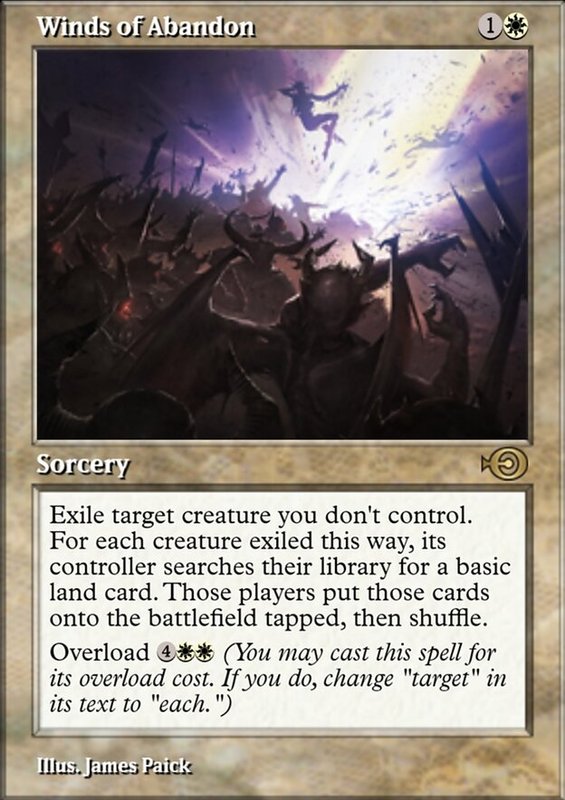 Winds of Abandon 1
Sorcery
Exile target creature you don't control.
For each creature exiled this way, its
controller searches their library for a basic
land card. Those players put those cards
onto the battlefield tapped, then shuffle.
Overload 4 (You may cast this spell for
its overload cost. If you do, change "target" in
its text to "each.")
Illus. James Paick